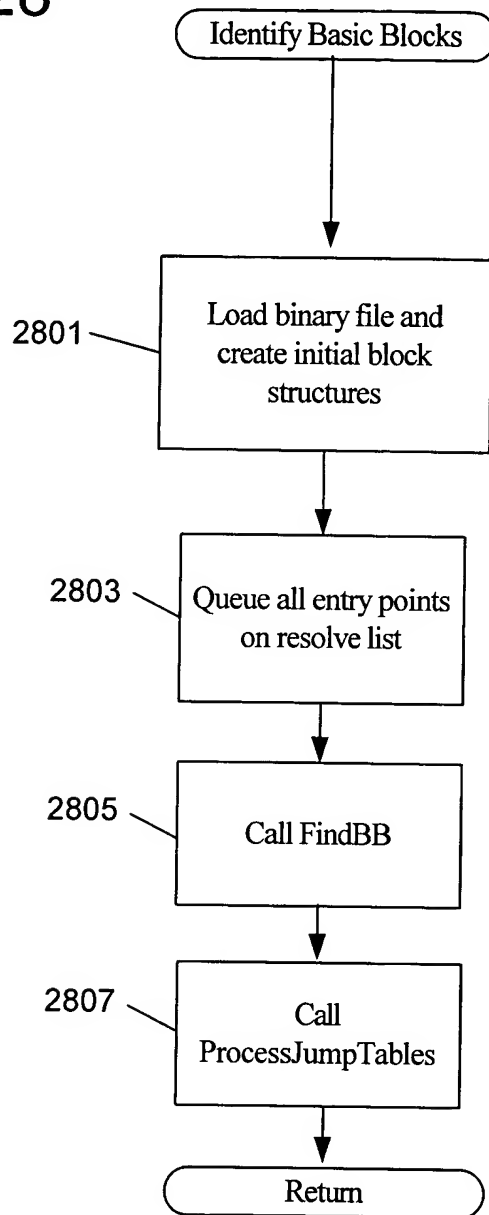 Identify Basic Blocks
2801
Load binary file and
create initial block
structures
2803
Queue all entry points
on resolve list
2805
Call FindBB
2807
Call
ProcessJumpTables
Return